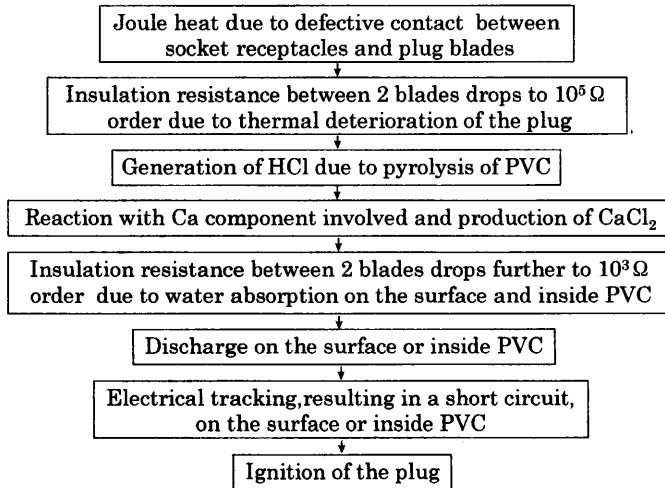 Joule heat due to defective contact between
socket receptacles and plug blades
Insulation resistance between 2 blades drops to 10⁵ Ω
order due to thermal deterioration of the plug
Generation of HCl due to pyrolysis of PVC
Reaction with Ca component involved and production of CaCl₂
Insulation resistance between 2 blades drops further to 10³ Ω
order due to water absorption on the surface and inside PVC
Discharge on the surface or inside PVC
Electrical tracking,resulting in a short circuit,
on the surface or inside PVC
Ignition of the plug